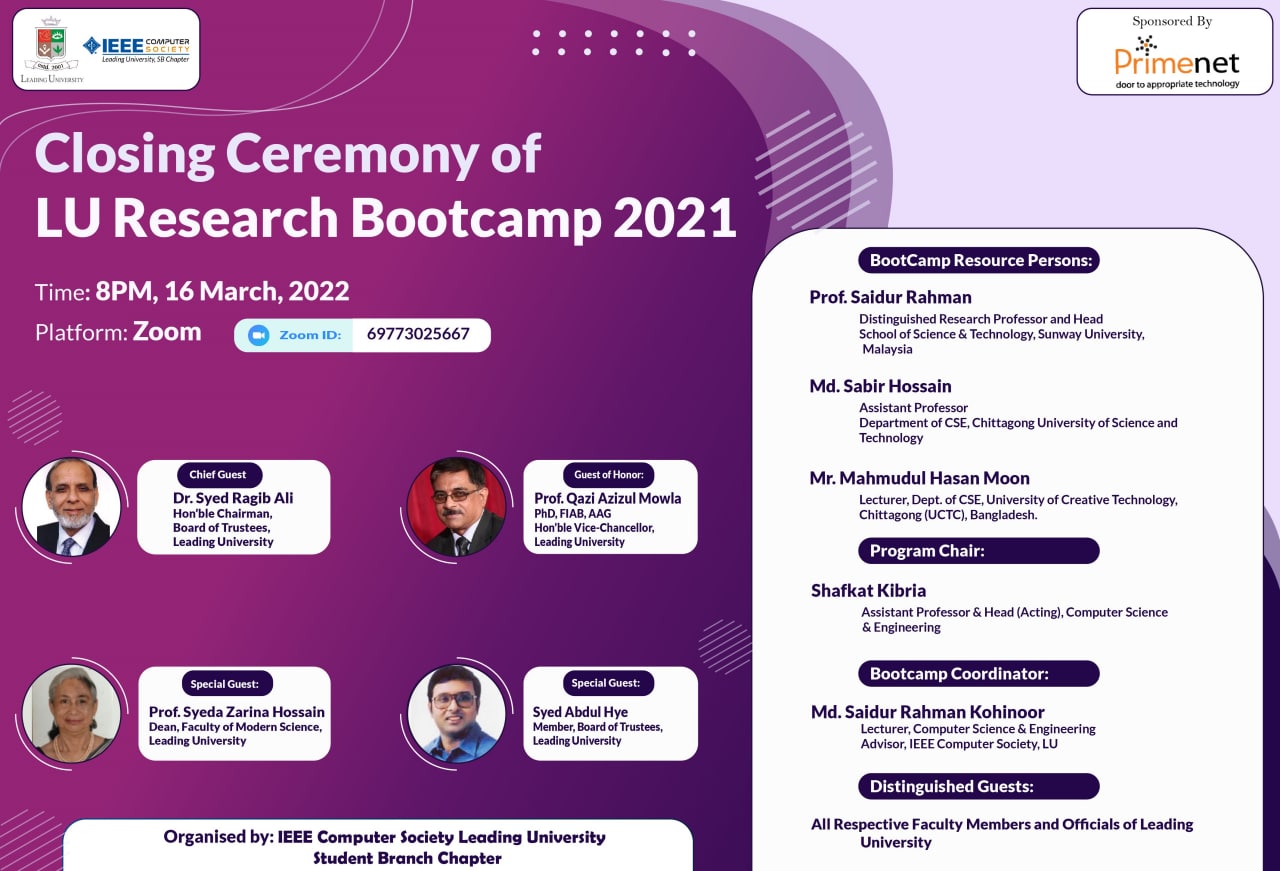 LEADING UNIVERSITY
IEEE COMPUTER SOCIETY
Leading University, SB Chapter
Sponsored By
Primenet
door to appropriate technology
Closing Ceremony of
LU Research Bootcamp 2021
Time: 8PM, 16 March, 2022
Platform: Zoom
Zoom ID: 69773025667
Chief Guest
Dr. Syed Ragib Ali
Hon'ble Chairman,
Board of Trustees,
Leading University
Guest of Honor:
Prof. Qazi Azizul Mowla
PhD, FIAB, AAG
Hon'ble Vice-Chancellor,
Leading University
Special Guest:
Prof. Syeda Zarina Hossain
Dean, Faculty of Modern Science,
Leading University
Special Guest:
Syed Abdul Hye
Member, Board of Trustees,
Leading University
Organised by: IEEE Computer Society Leading University
Student Branch Chapter
BootCamp Resource Persons:
Prof. Saidur Rahman
Distinguished Research Professor and Head
School of Science & Technology, Sunway University,
Malaysia
Md. Sabir Hossain
Assistant Professor
Department of CSE, Chittagong University of Science and
Technology
Mr. Mahmudul Hasan Moon
Lecturer, Dept. of CSE, University of Creative Technology,
Chittagong (UCTC), Bangladesh.
Program Chair:
Shafkat Kibria
Assistant Professor & Head (Acting), Computer Science
& Engineering
Bootcamp Coordinator:
Md. Saidur Rahman Kohinoor
Lecturer, Computer Science & Engineering
Advisor, IEEE Computer Society, LU
Distinguished Guests:
All Respective Faculty Members and Officials of Leading
University